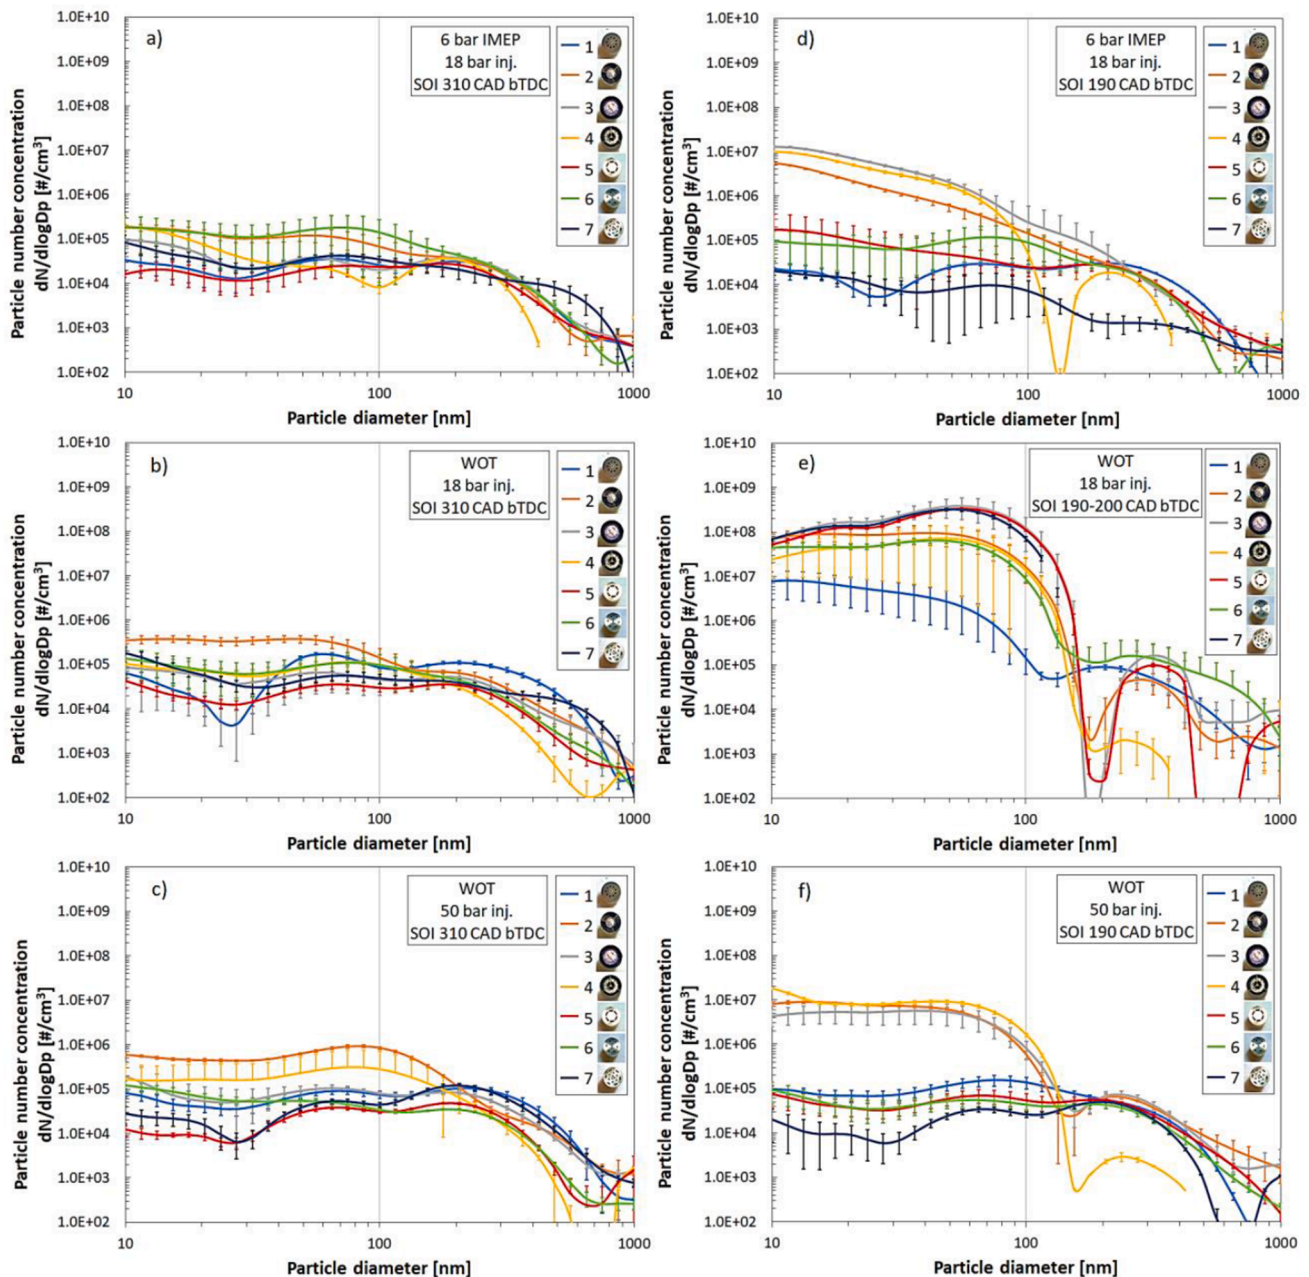 a)
6 bar IMEP
18 bar inj.
SOI 310 CAD bTDC
1
2
3
4
5
6
7
Particle number concentration
dN/dlogDp [#/cm³]
1.0E+10
1.0E+09
1.0E+08
1.0E+07
1.0E+06
1.0E+05
1.0E+04
1.0E+03
1.0E+02
10
100
1000
Particle diameter [nm]
d)
6 bar IMEP
18 bar inj.
SOI 190 CAD bTDC
1
2
3
4
5
6
7
Particle number concentration
dN/dlogDp [#/cm³]
1.0E+10
1.0E+09
1.0E+08
1.0E+07
1.0E+06
1.0E+05
1.0E+04
1.0E+03
1.0E+02
10
100
1000
Particle diameter [nm]
b)
WOT
18 bar inj.
SOI 310 CAD bTDC
1
2
3
4
5
6
7
Particle number concentration
dN/dlogDp [#/cm³]
1.0E+10
1.0E+09
1.0E+08
1.0E+07
1.0E+06
1.0E+05
1.0E+04
1.0E+03
1.0E+02
10
100
1000
Particle diameter [nm]
e)
WOT
18 bar inj.
SOI 190-200 CAD bTDC
1
2
3
4
5
6
7
Particle number concentration
dN/dlogDp [#/cm³]
1.0E+10
1.0E+09
1.0E+08
1.0E+07
1.0E+06
1.0E+05
1.0E+04
1.0E+03
1.0E+02
10
100
1000
Particle diameter [nm]
c)
WOT
50 bar inj.
SOI 310 CAD bTDC
1
2
3
4
5
6
7
Particle number concentration
dN/dlogDp [#/cm³]
1.0E+10
1.0E+09
1.0E+08
1.0E+07
1.0E+06
1.0E+05
1.0E+04
1.0E+03
1.0E+02
10
100
1000
Particle diameter [nm]
f)
WOT
50 bar inj.
SOI 190 CAD bTDC
1
2
3
4
5
6
7
Particle number concentration
dN/dlogDp [#/cm³]
1.0E+10
1.0E+09
1.0E+08
1.0E+07
1.0E+06
1.0E+05
1.0E+04
1.0E+03
1.0E+02
10
100
1000
Particle diameter [nm]